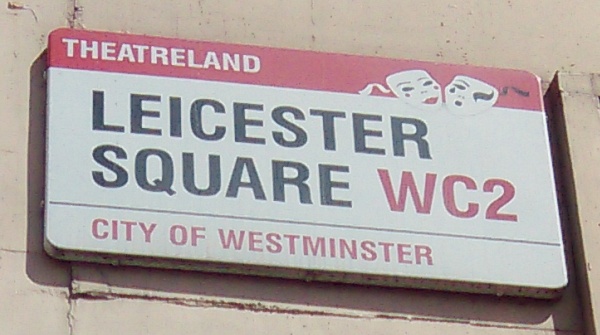 THEATRELAND
LEICESTER
SQUARE WC2
CITY OF WESTMINSTER